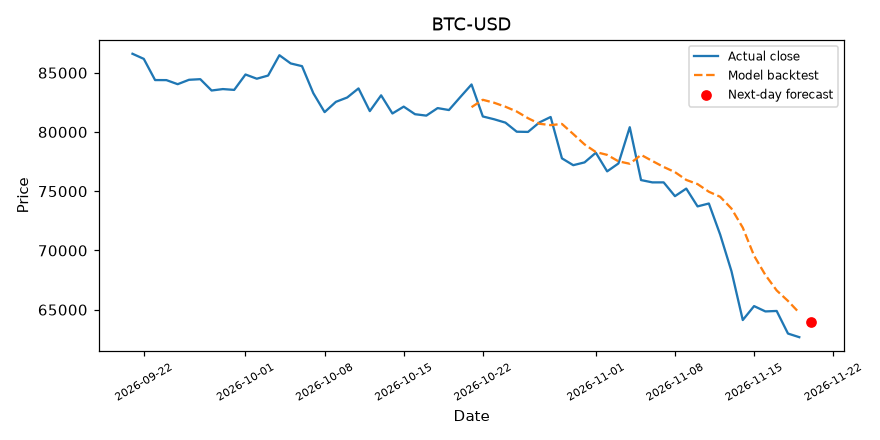 BTC-USD
Actual close
Model backtest
Next-day forecast
Price
85000
80000
75000
70000
65000
2026-09-22
2026-10-01
2026-10-08
2026-10-15
2026-10-22
2026-11-01
2026-11-08
2026-11-15
2026-11-22
Date